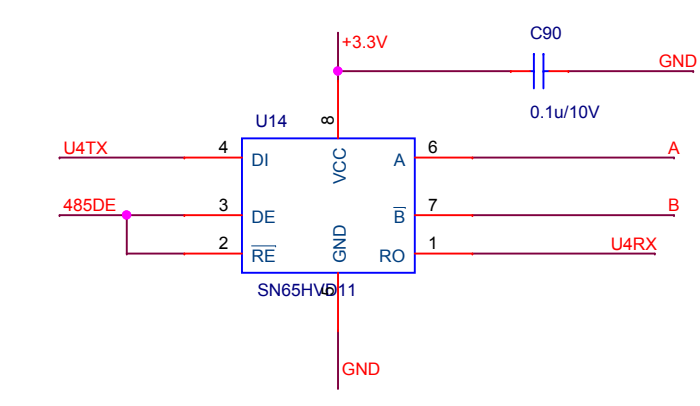 C90
+3.3V
GND
0.1u/10V
U14
8
U4TX
4
DI
VCC
A
6
A
485DE
3
DE
B
7
B
2
RE
GND
RO
1
U4RX
SN65HVD11
5
GND